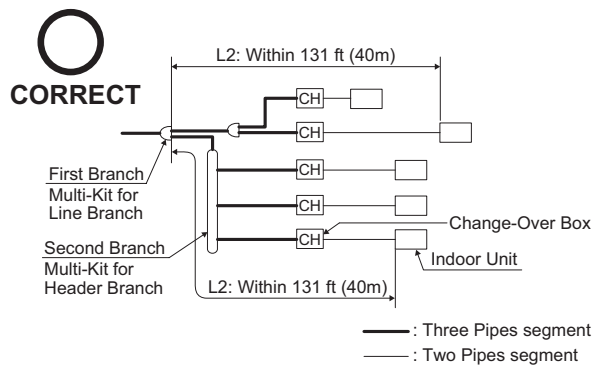 L2: Within 131 ft (40m)
CORRECT
CH
CH
First Branch
Multi-Kit for
Line Branch
CH
CH
Change-Over Box
Second Branch
Multi-Kit for
Header Branch
CH
Indoor Unit
L2: Within 131 ft (40m)
: Three Pipes segment
: Two Pipes segment